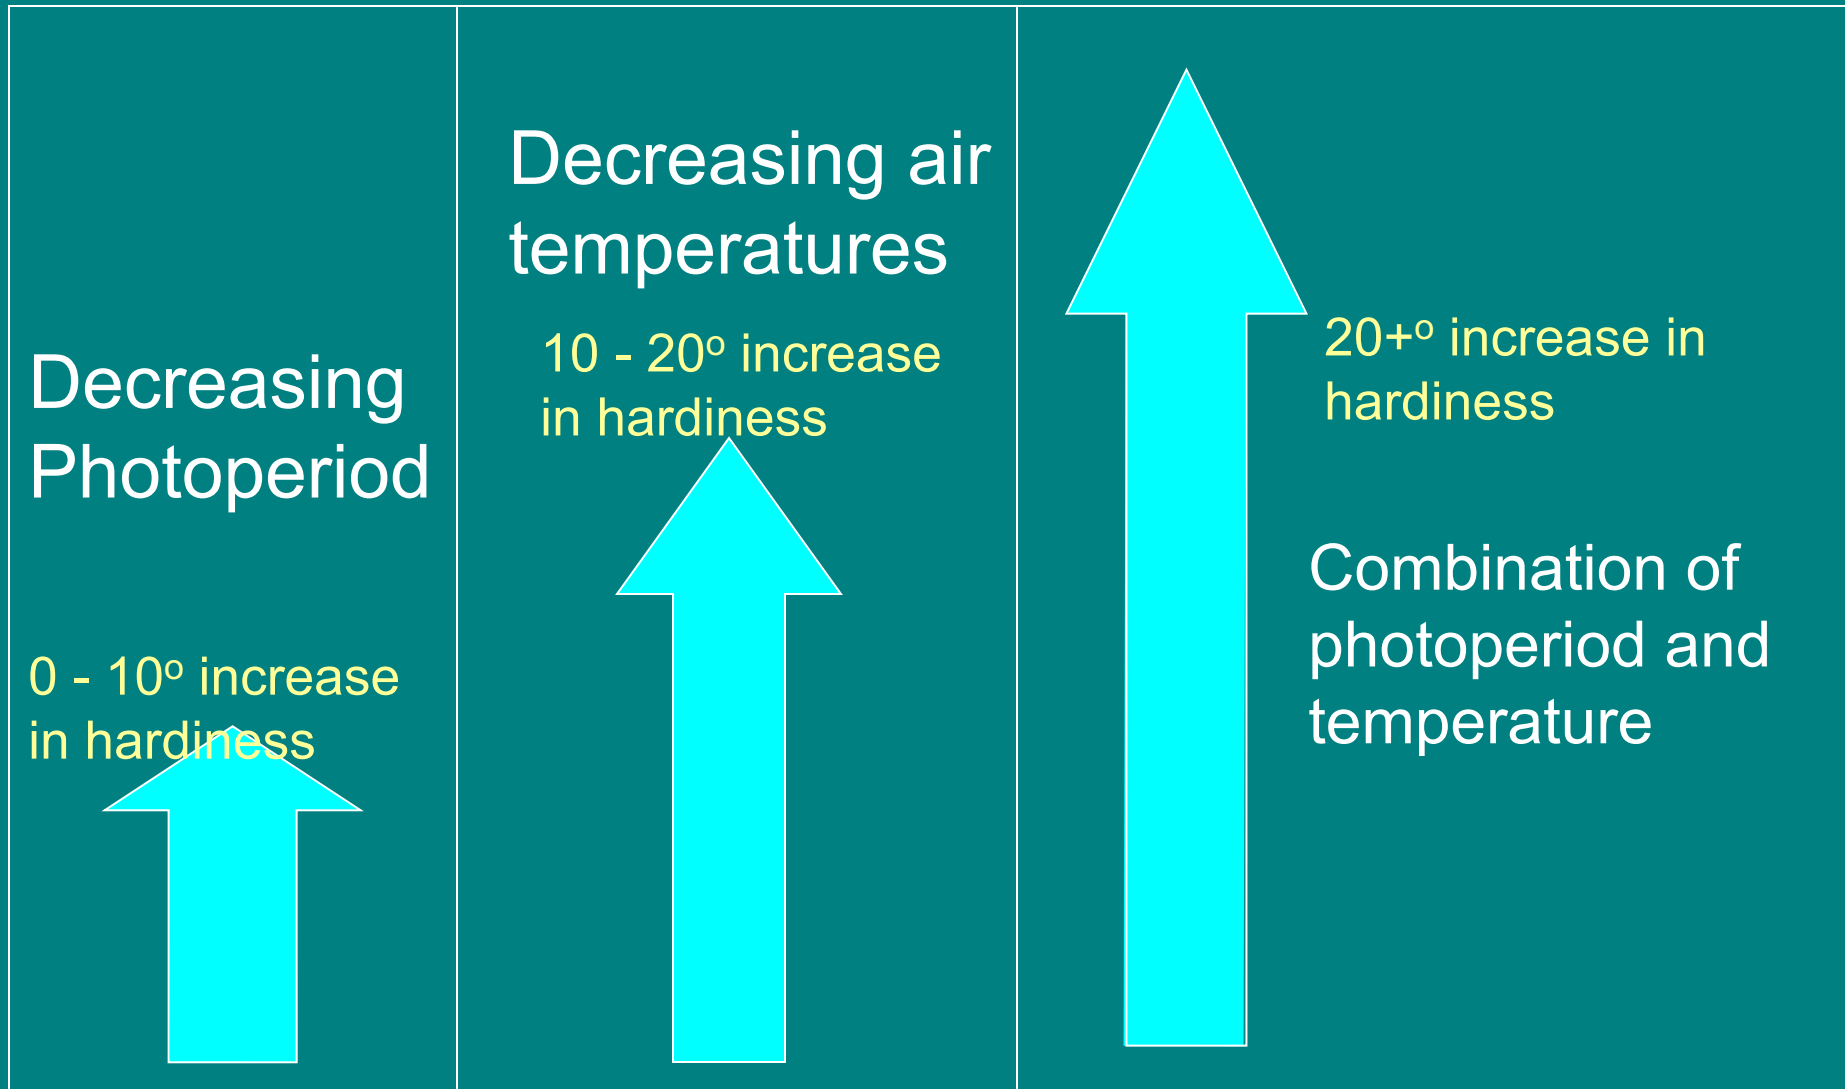 Decreasing
Photoperiod
0 - 10º increase
in hardiness
Decreasing air
temperatures
10 - 20º increase
in hardiness
20+º increase in
hardiness
Combination of
photoperiod and
temperature